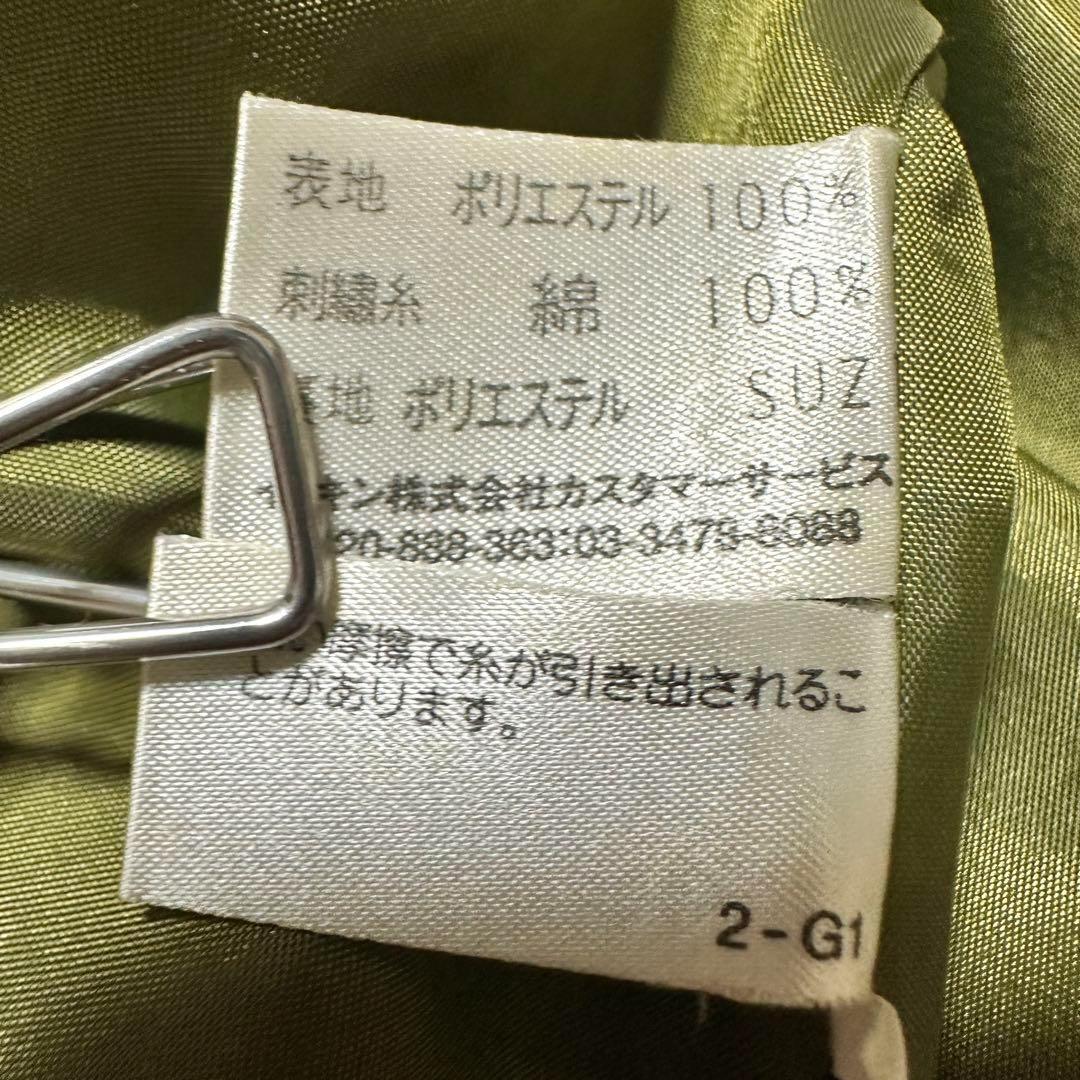 表地 ポリエステル 100%
刺繍糸 綿 100%
裏地 ポリエステル SUZ
キン株式会社カスタマーサービス
20-888-363:03-3473-8088
摩擦で糸が引き出されるこ
とがあります。
2-G1